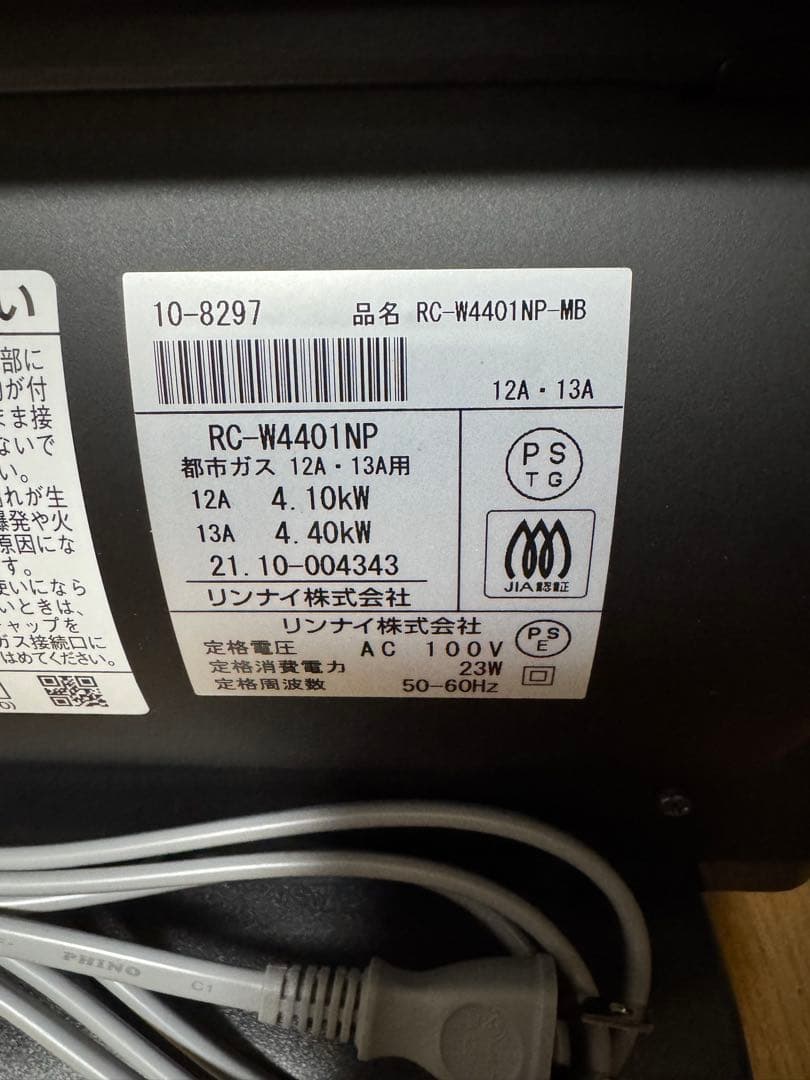 い
部に
が付
まま接
ないで
い。
れが生
爆発や火
原因にな
す。
使いになら
いときは、
キャップを
ガス接続口に
はめてください。
10-8297
品名 RC-W4401NP-MB
12A・13A
RC-W4401NP
都市ガス 12A・13A用
12A 4.10kW
13A 4.40kW
21.10-004343
リンナイ株式会社
PS
TG
JIA認証
リンナイ株式会社
定格電圧 AC 100V
定格消費電力 23W
定格周波数 50-60Hz
PS
E
PHINO
C1